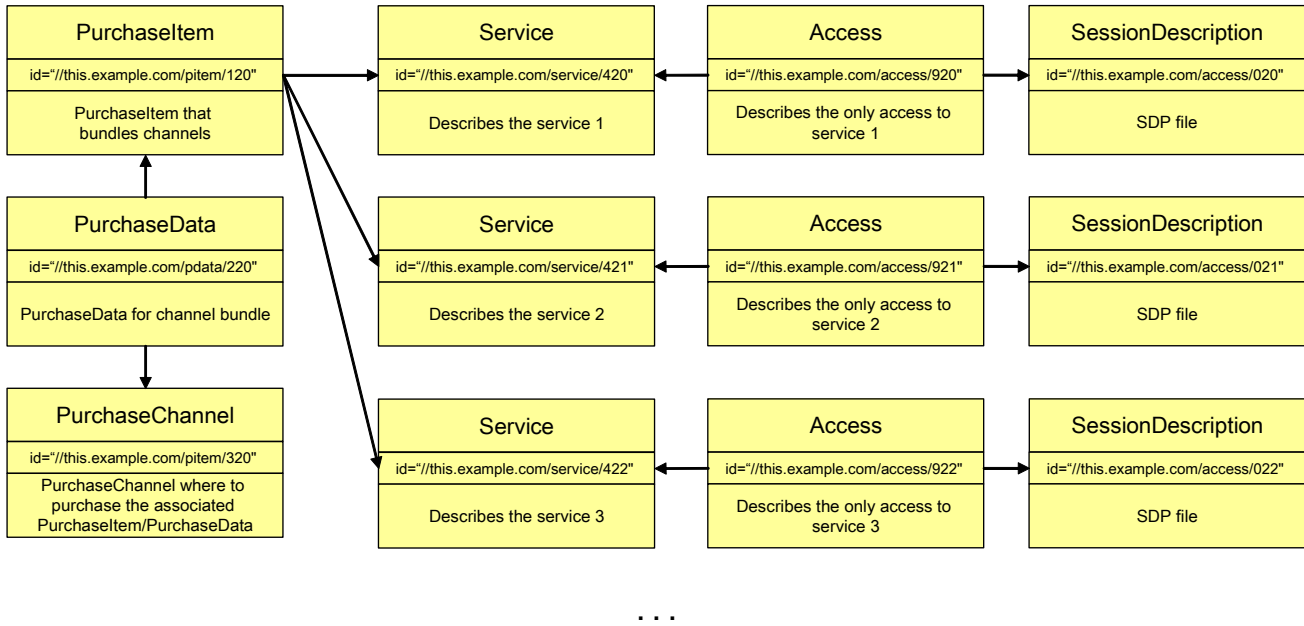 PurchaseItem
id=“//this.example.com/pitem/120"
PurchaseItem that
bundles channels
Service
id=“//this.example.com/service/420"
Describes the service 1
Access
id=“//this.example.com/access/920"
Describes the only access to
service 1
SessionDescription
id=“//this.example.com/access/020"
SDP file
PurchaseData
id=“//this.example.com/pdata/220"
PurchaseData for channel bundle
Service
id=“//this.example.com/service/421"
Describes the service 2
Access
id=“//this.example.com/access/921"
Describes the only access to
service 2
SessionDescription
id=“//this.example.com/access/021"
SDP file
PurchaseChannel
id=“//this.example.com/pitem/320"
PurchaseChannel where to
purchase the associated
PurchaseItem/PurchaseData
Service
id=“//this.example.com/service/422"
Describes the service 3
Access
id=“//this.example.com/access/922"
Describes the only access to
service 3
SessionDescription
id=“//this.example.com/access/022"
SDP file
...